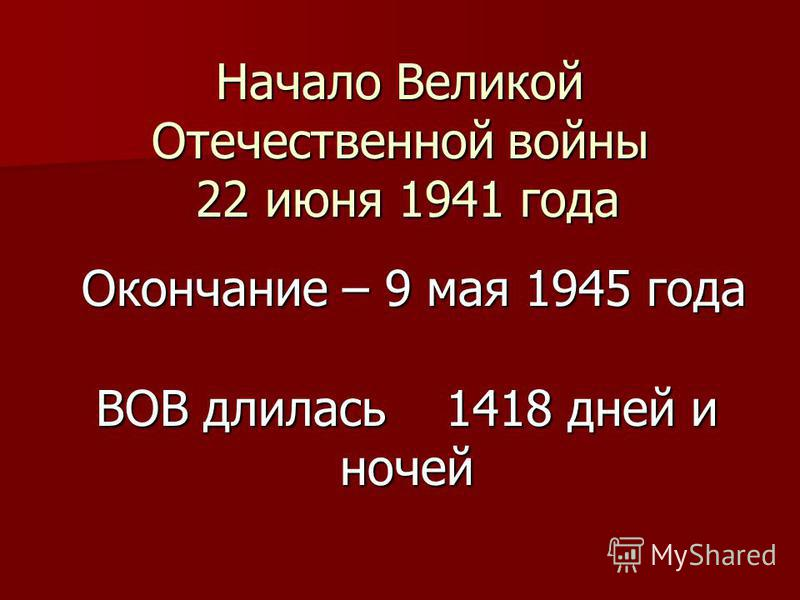 Начало Великой
Отечественной войны
22 июня 1941 года
Окончание – 9 мая 1945 года
ВОВ длилась 1418 дней и
ночей
MyShared